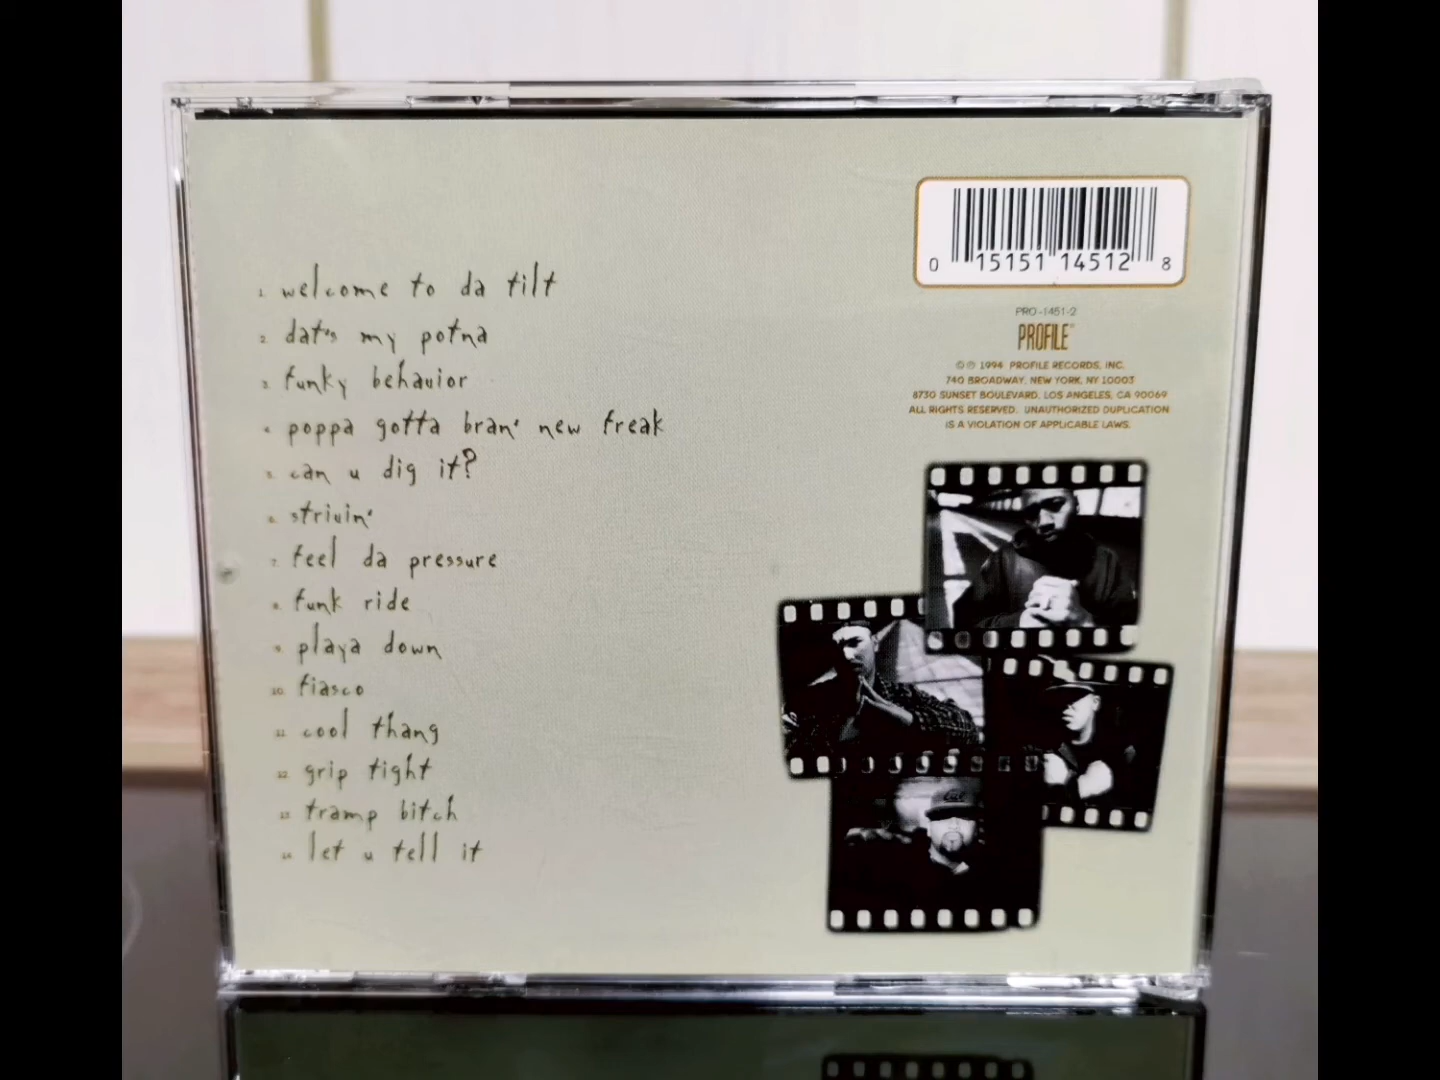 1. welcome to da tilt
2. dat's my potna
3. funky behavior
4. poppa gotta bran' new freak
5. can u dig it?
6. strivin'
7. feel da pressure
8. funk ride
9. playa down
10. fiasco
11. cool thang
12. grip tight
13. tramp bitch
14. let u tell it
0 15151 14512 8
PRO-1451-2
PROFILE
©℗ 1994 PROFILE RECORDS, INC.
740 BROADWAY, NEW YORK, NY 10003
8730 SUNSET BOULEVARD, LOS ANGELES, CA 90069
ALL RIGHTS RESERVED. UNAUTHORIZED DUPLICATION
IS A VIOLATION OF APPLICABLE LAWS.